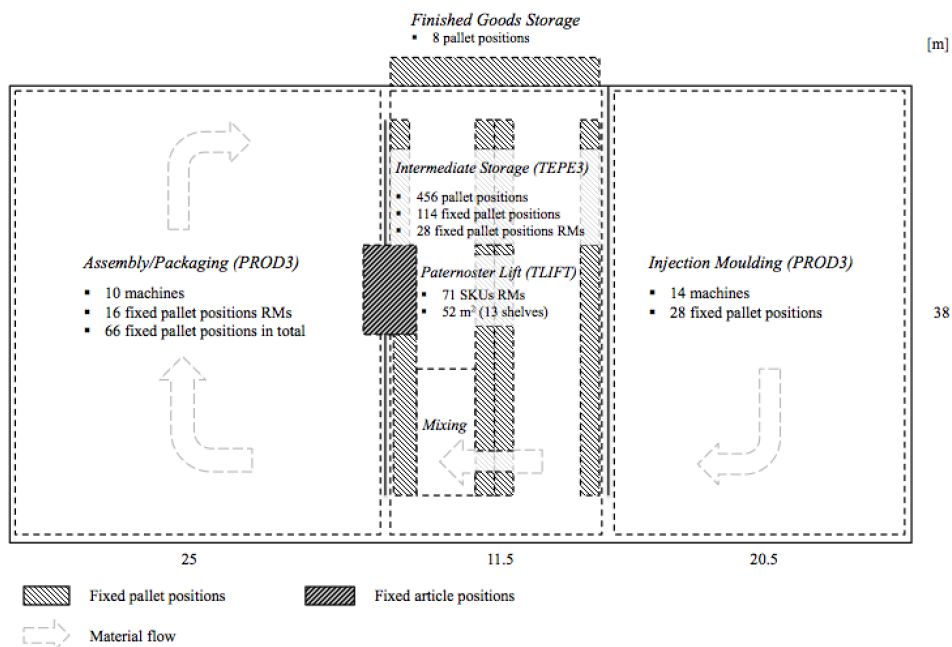 Finished Goods Storage
▪ 8 pallet positions
[m]
Intermediate Storage (TEPE3)
▪ 456 pallet positions
▪ 114 fixed pallet positions
▪ 28 fixed pallet positions RMs
Assembly/Packaging (PROD3)
▪ 10 machines
▪ 16 fixed pallet positions RMs
▪ 66 fixed pallet positions in total
Paternoster Lift (TLIFT)
▪ 71 SKUs RMs
▪ 52 m² (13 shelves)
Injection Moulding (PROD3)
▪ 14 machines
▪ 28 fixed pallet positions
38
Mixing
25
11.5
20.5
Fixed pallet positions
Fixed article positions
Material flow